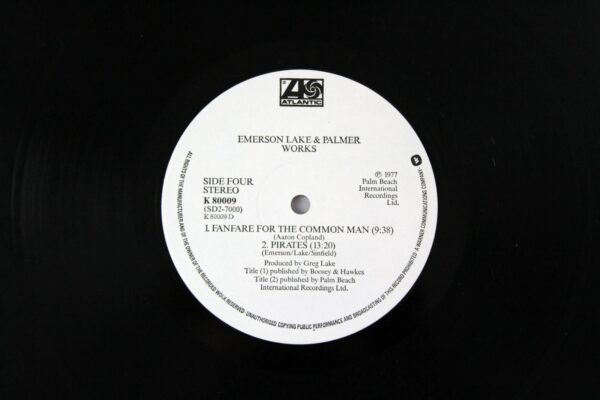 ATLANTIC
EMERSON LAKE & PALMER
WORKS
SIDE FOUR
STEREO
K 80009
(SD2-7000)
K 80009 D
℗ 1977
Palm Beach
International
Recordings
Ltd.
1. FANFARE FOR THE COMMON MAN (9:38)
(Aaron Copland)
2. PIRATES (13:20)
(Emerson/Lake/Sinfield)
Produced by Greg Lake
Title (1) published by Boosey & Hawkes
Title (2) published by Palm Beach
International Recordings Ltd.
ALL RIGHTS OF THE MANUFACTURER AND OF THE OWNER OF THE RECORDED WORK RESERVED UNAUTHORISED COPYING PUBLIC PERFORMANCE AND BROADCASTING OF THIS RECORD PROHIBITED A WARNER COMMUNICATIONS COMPANY